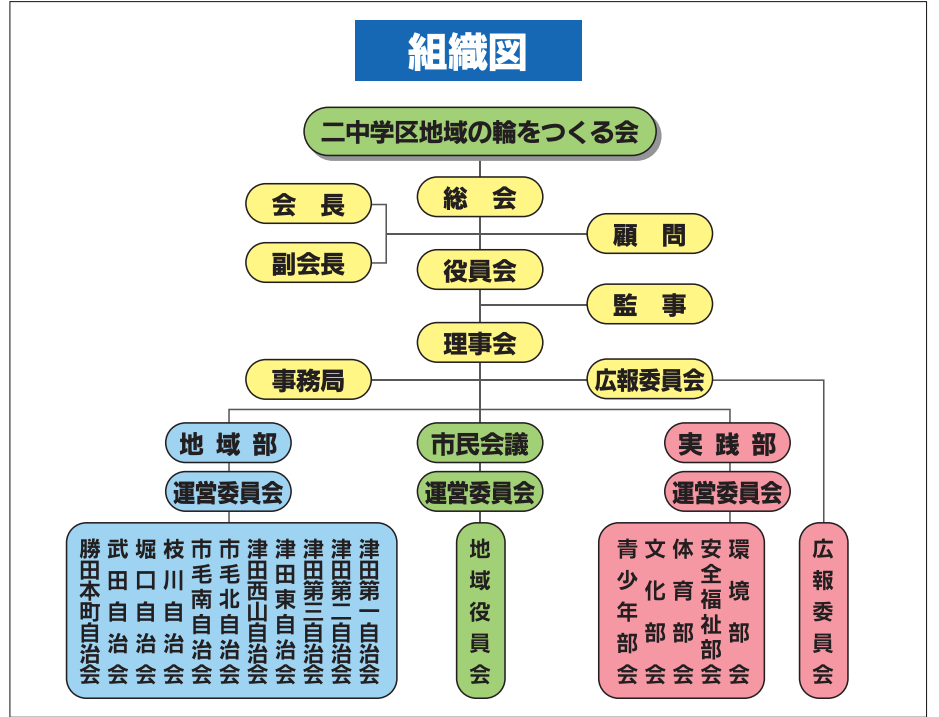 組織図
二中学区地域の輪をつくる会
総会
会長
副会長
顧問
役員会
監事
理事会
事務局
広報委員会
地域部
市民会議
実践部
運営委員会
運営委員会
運営委員会
津田第一自治会
津田第二自治会
津田第三自治会
津田東自治会
津田西山自治会
市毛北自治会
市毛南自治会
枝川自治会
堀口自治会
武田自治会
勝田本町自治会
地域役員会
環境部会
安全福祉部会
体育部会
文化部会
青少年部会
広報委員会